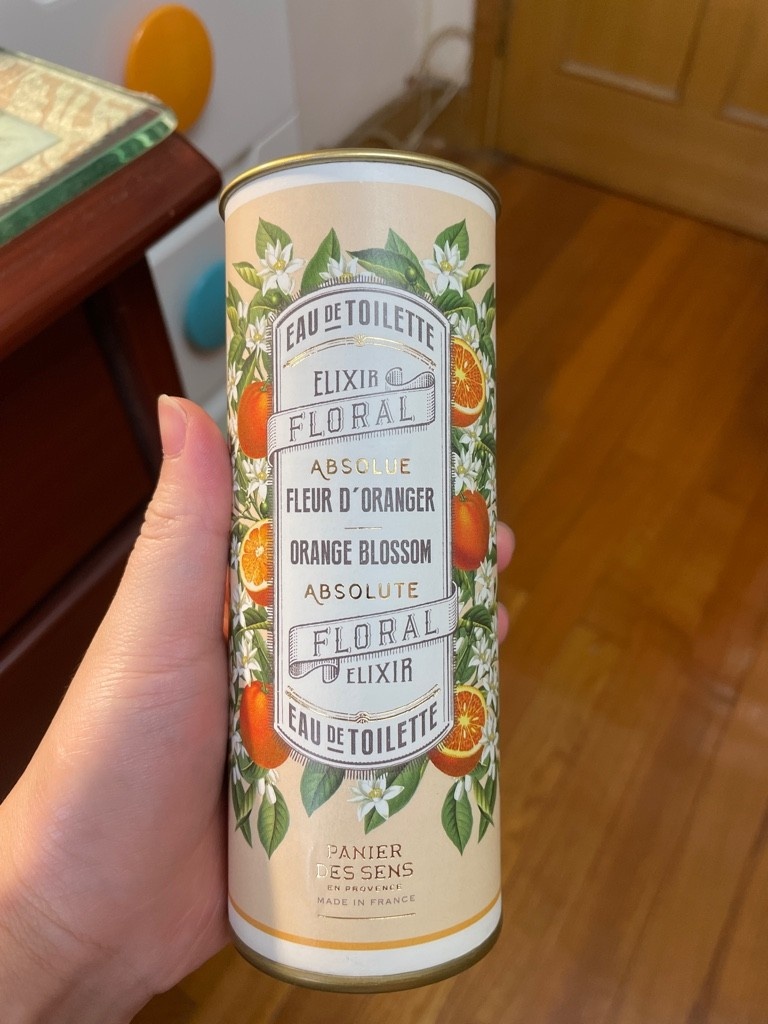 EAU DE TOILETTE
ELIXIR
FLORAL
ABSOLUE
FLEUR D'ORANGER
ORANGE BLOSSOM
ABSOLUTE
FLORAL
ELIXIR
EAU DE TOILETTE
PANIER
DES SENS
EN PROVENCE
MADE IN FRANCE